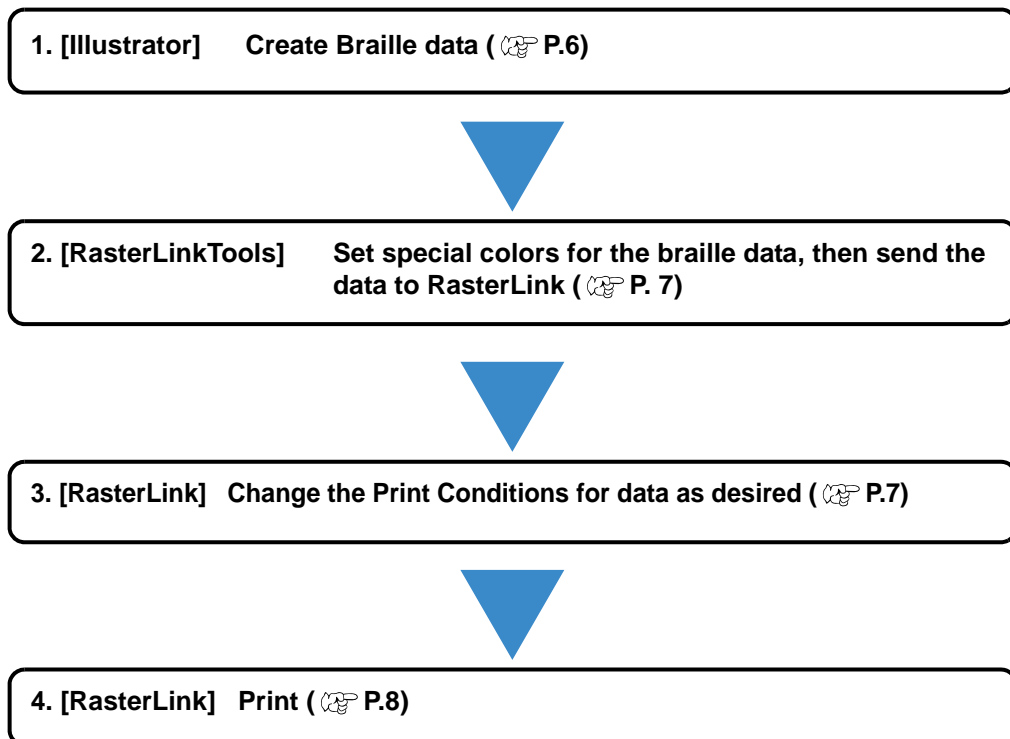 1. [Illustrator] Create Braille data ( P.6)
2. [RasterLinkTools] Set special colors for the braille data, then send the
data to RasterLink ( P. 7)
3. [RasterLink] Change the Print Conditions for data as desired ( P.7)
4. [RasterLink] Print ( P.8)